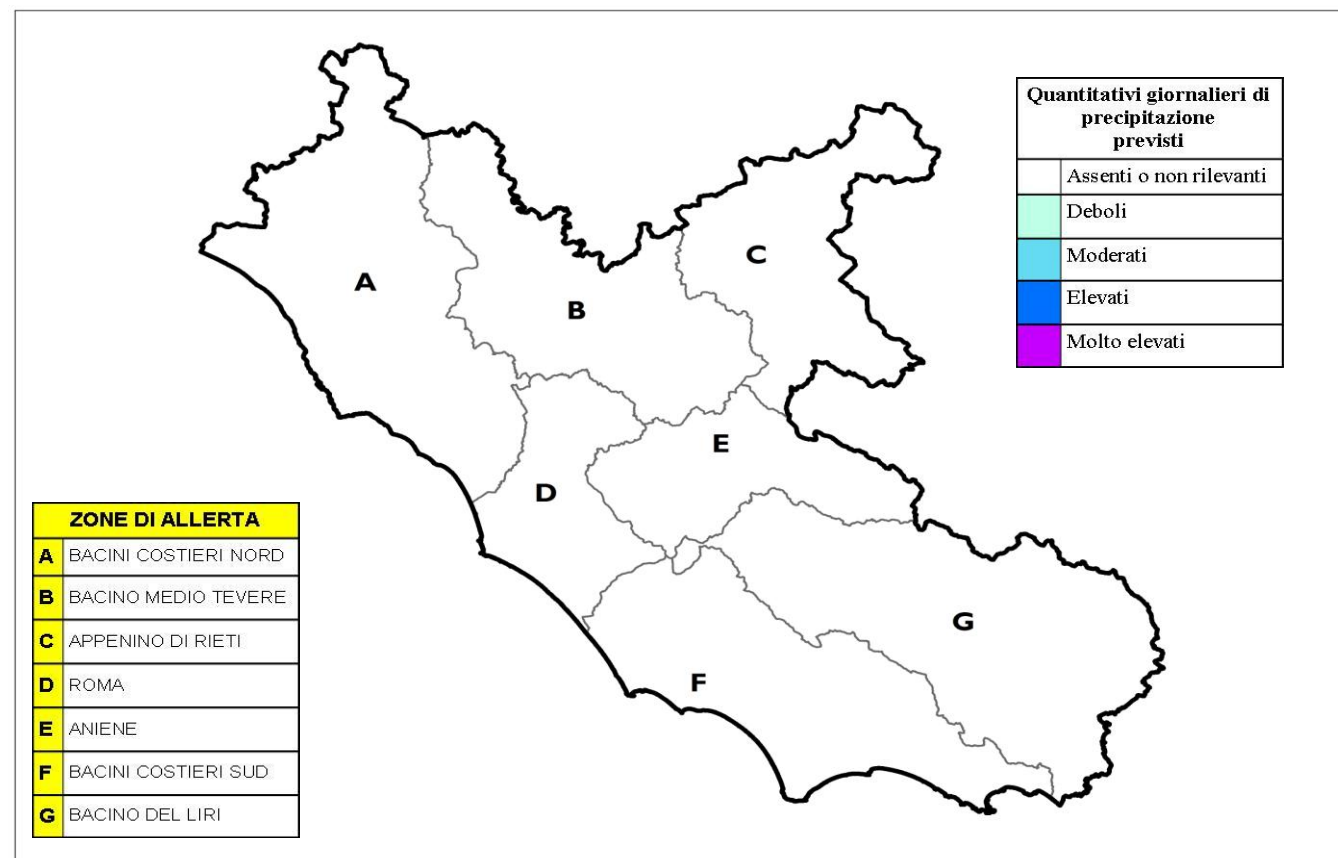 Quantitativi giornalieri di
precipitazione
previsti
Assenti o non rilevanti
Deboli
Moderati
Elevati
Molto elevati
A
B
C
D
E
F
G
ZONE DI ALLERTA
A BACINI COSTIERI NORD
B BACINO MEDIO TEVERE
C APPENINO DI RIETI
D ROMA
E ANIENE
F BACINI COSTIERI SUD
G BACINO DEL LIRI